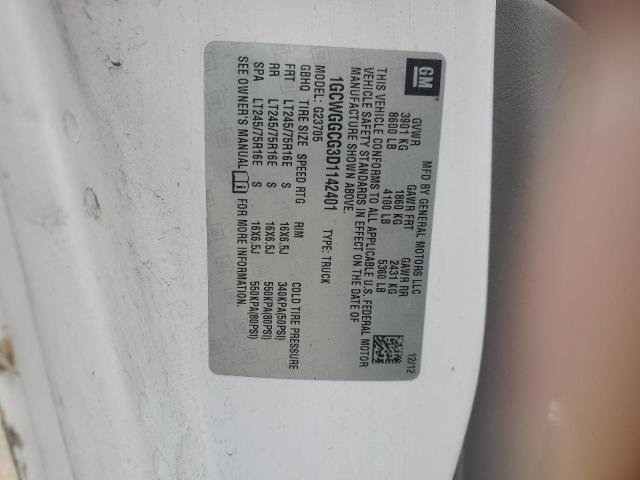 GM
MFD BY GENERAL MOTORS LLC
GVWR GAWR FRT GAWR RR
3901 KG 1860 KG 2431 KG
8600 LB 4100 LB 5360 LB
12/12
THIS VEHICLE CONFORMS TO ALL APPLICABLE U.S. FEDERAL MOTOR
VEHICLE SAFETY STANDARDS IN EFFECT ON THE DATE OF
MANUFACTURE SHOWN ABOVE.
1GCWGGCG3D1142401 TYPE: TRUCK
MODEL: G23705
GBHQ TIRE SIZE SPEED RTG RIM COLD TIRE PRESSURE
FRT LT245/75R16E S 16X6.5J 340KPA(50PSI)
RR LT245/75R16E S 16X6.5J 550KPA(80PSI)
SPA LT245/75R16E S 16X6.5J 550KPA(80PSI)
SEE OWNER'S MANUAL FOR MORE INFORMATION.